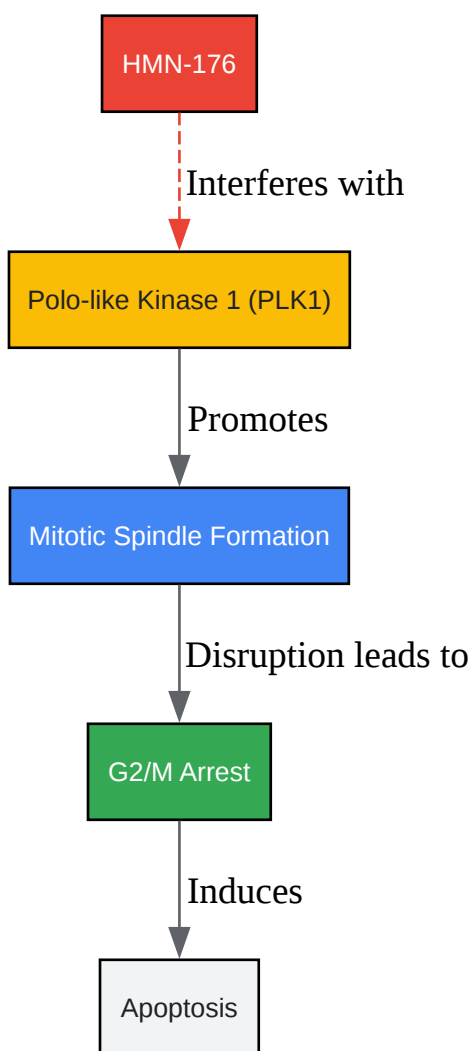 HMN-176
Interferes with
Polo-like Kinase 1 (PLK1)
Promotes
Mitotic Spindle Formation
Disruption leads to
G2/M Arrest
Induces
Apoptosis